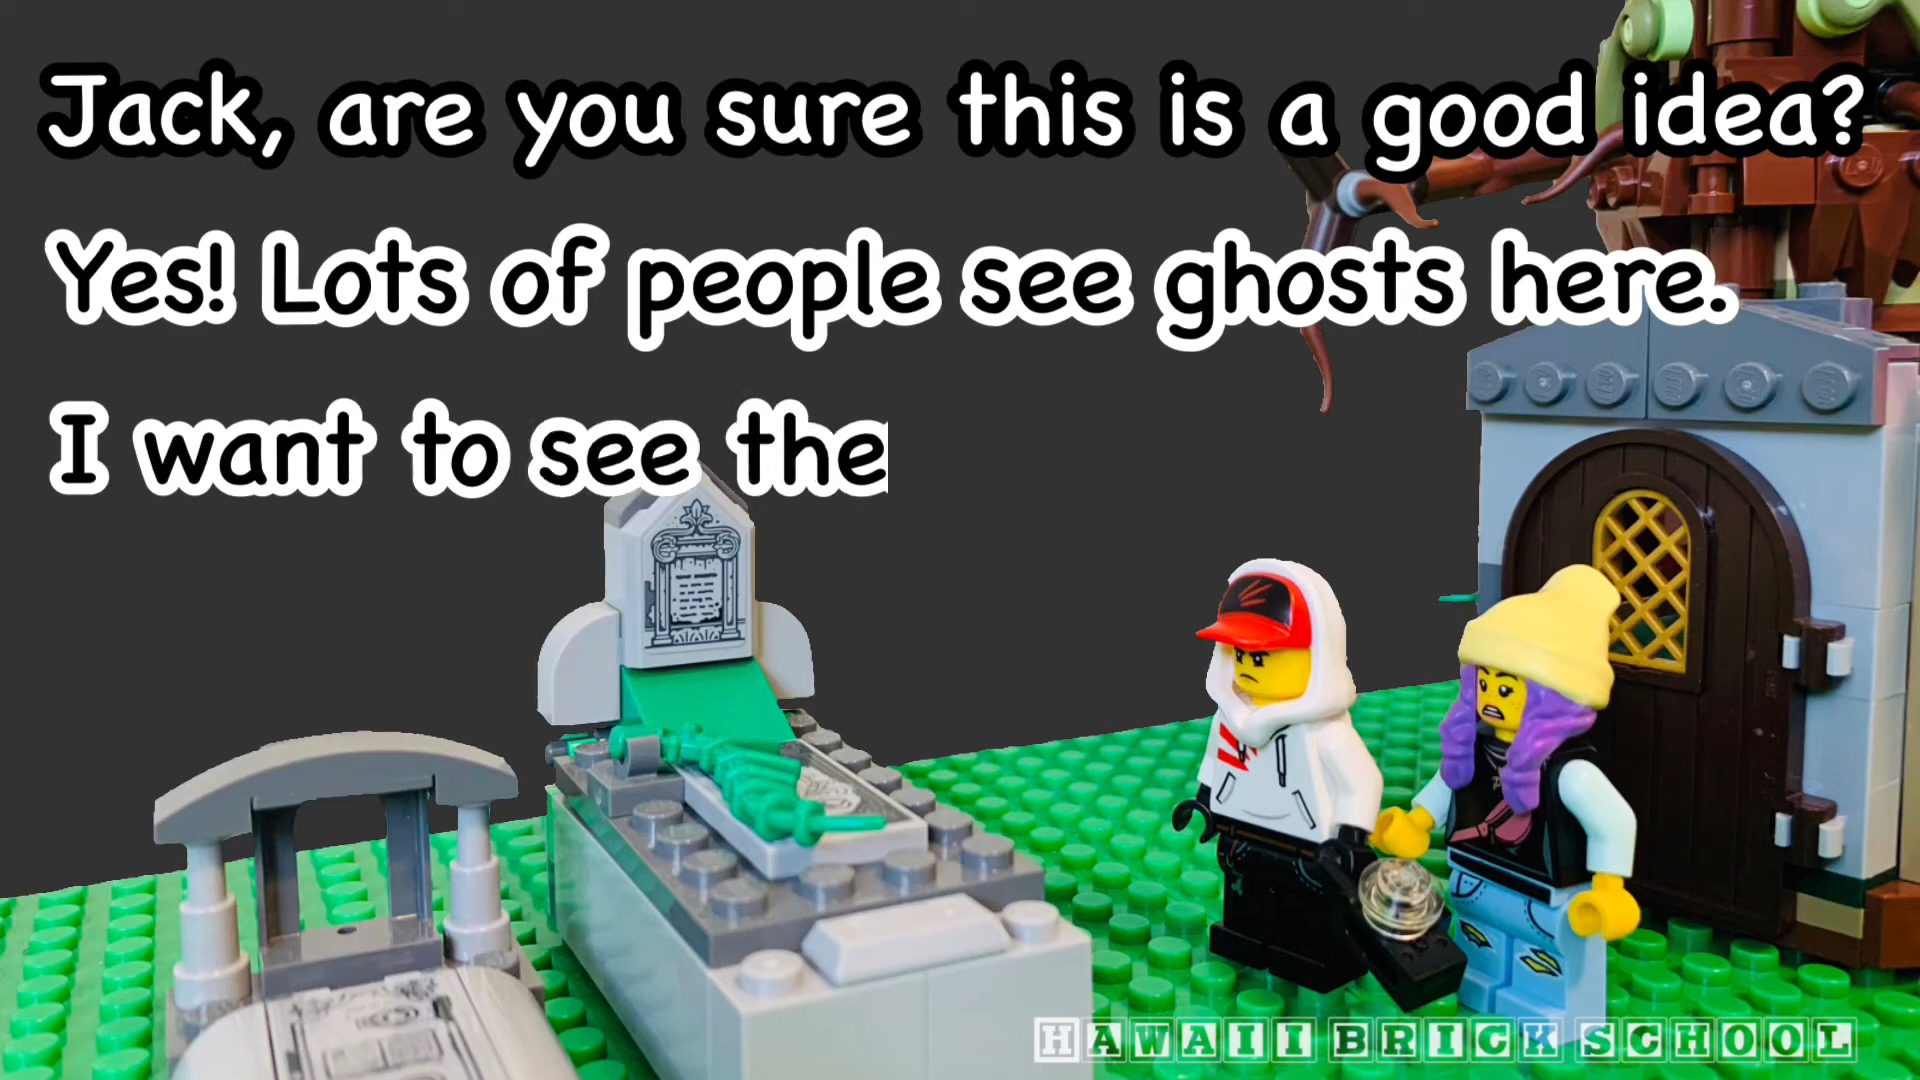 Jack, are you sure this is a good idea?
Yes! Lots of people see ghosts here.
I want to see the
HAWAII BRICK SCHOOL